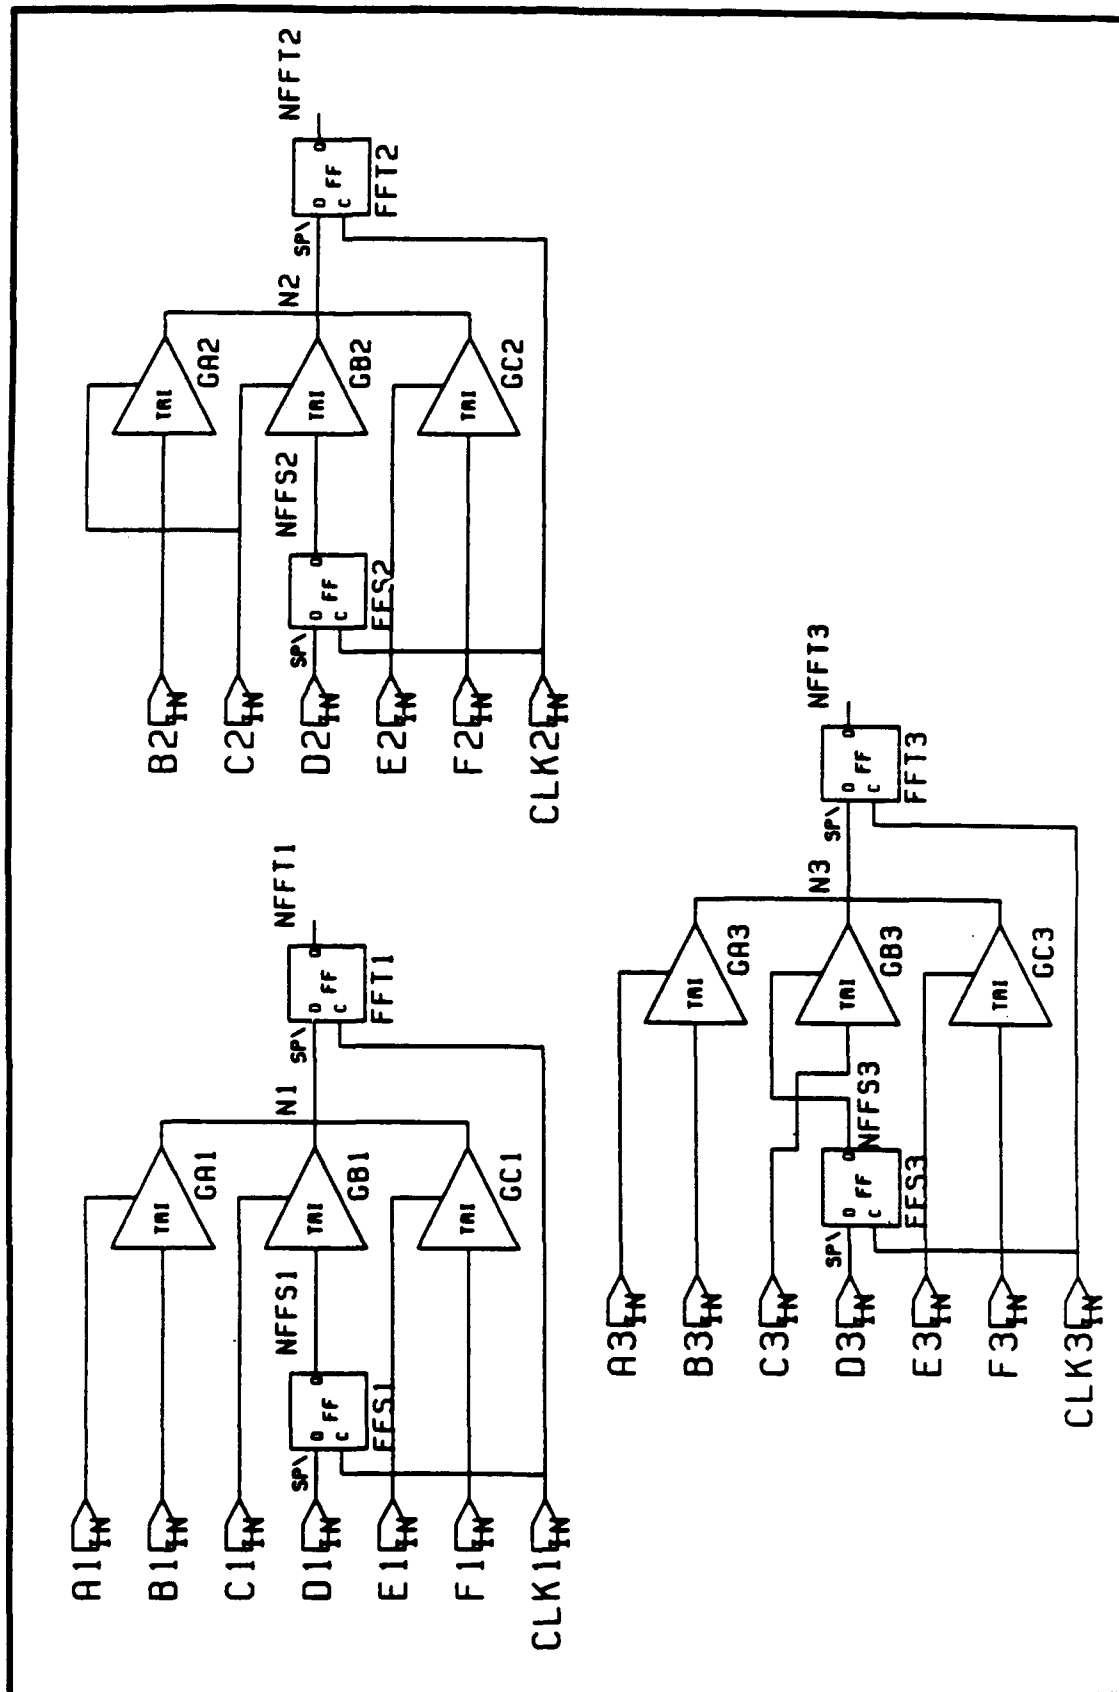 A1 IN
B1 IN
C1 IN
D1 IN
E1 IN
F1 IN
CLK1 IN
SP\
D FF Q
C
FFS1
NFFS1
TRI
GA1
TRI
GB1
TRI
GC1
N1
SP\
D FF Q
C
FFT1
NFFT1
B2 IN
C2 IN
D2 IN
E2 IN
F2 IN
CLK2 IN
SP\
D FF Q
C
FFS2
NFFS2
TRI
GA2
TRI
GB2
TRI
GC2
N2
SP\
D FF Q
C
FFT2
NFFT2
A3 IN
B3 IN
C3 IN
D3 IN
E3 IN
F3 IN
CLK3 IN
SP\
D FF Q
C
FFS3
NFFS3
TRI
GA3
TRI
GB3
TRI
GC3
N3
SP\
D FF Q
C
FFT3
NFFT3